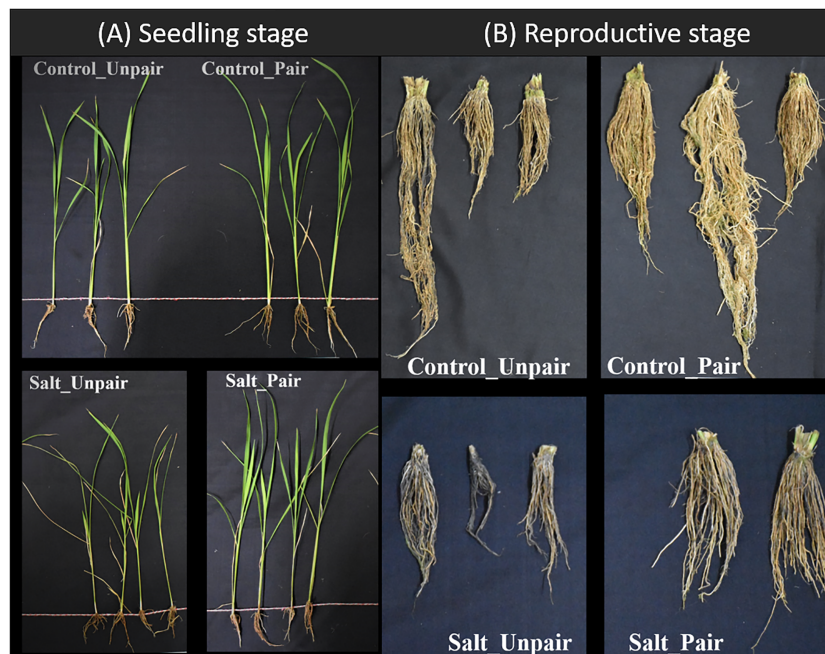 (A) Seedling stage
(B) Reproductive stage
Control_Unpair
Control_Pair
Control_Unpair
Control_Pair
Salt_Unpair
Salt_Pair
Salt_Unpair
Salt_Pair